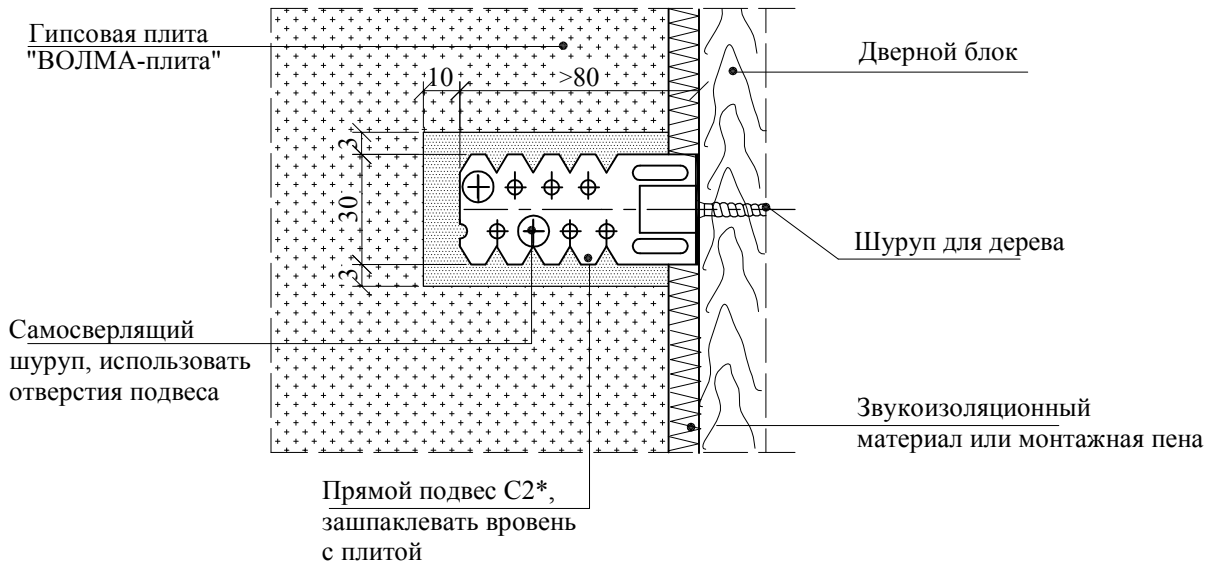 Гипсовая плита
"ВОЛМА-плита"
Дверной блок
10
>80
3
30
3
Шуруп для дерева
Самосверлящий
шуруп, использовать
отверстия подвеса
Звукоизоляционный
материал или монтажная пена
Прямой подвес С2*,
зашпаклевать вровень
с плитой